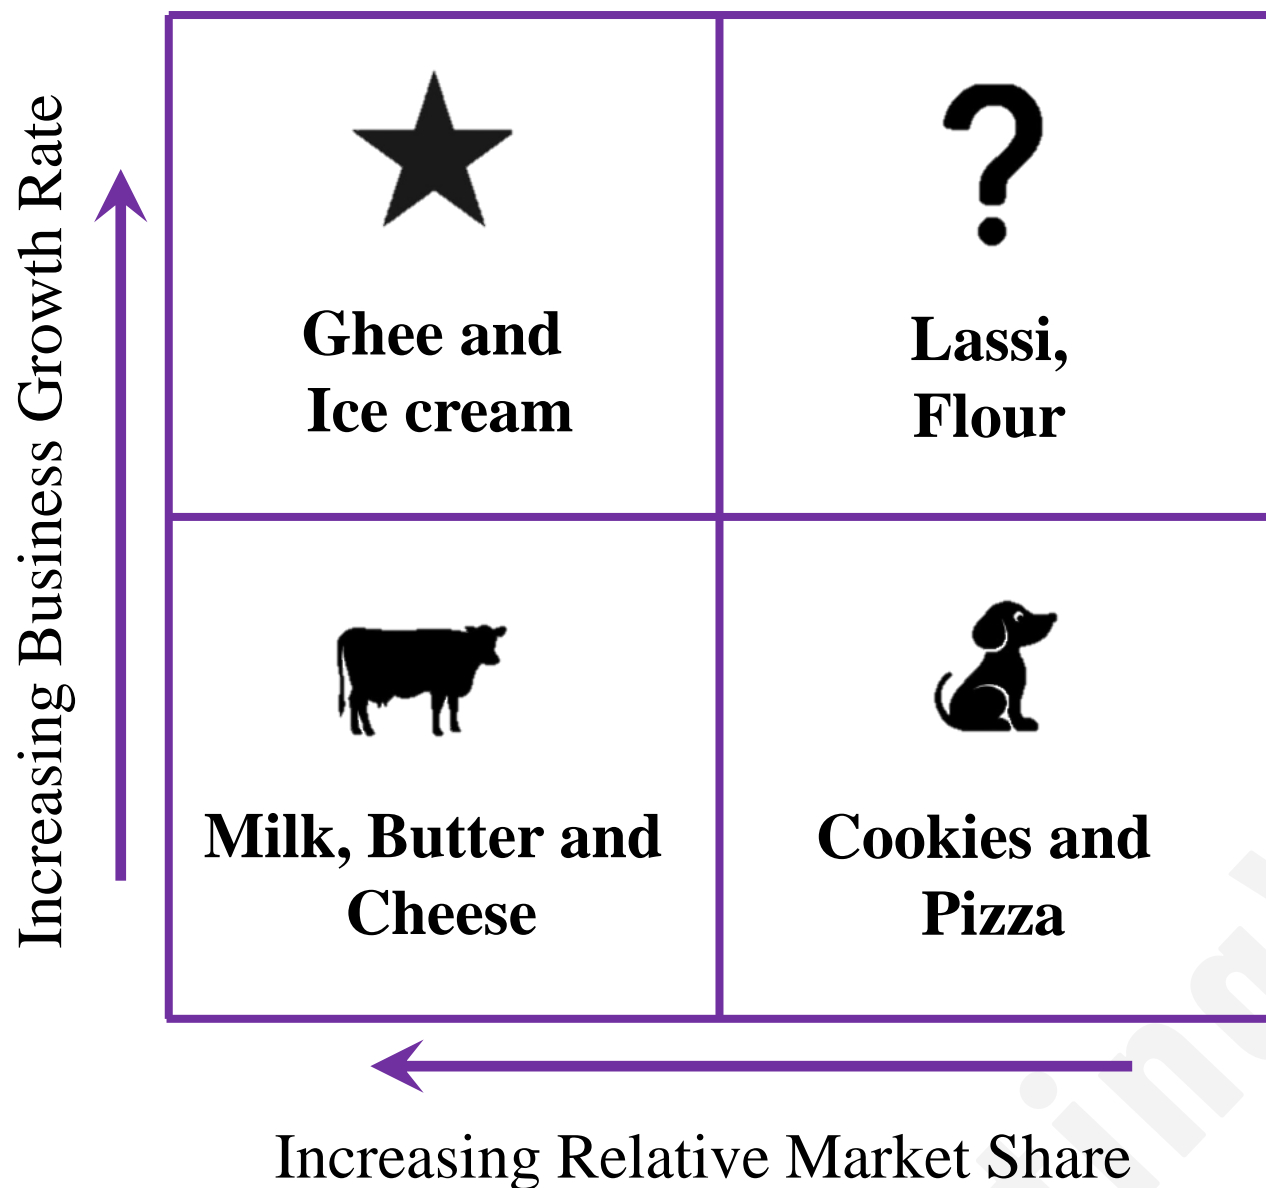 Increasing Business Growth Rate
?
Ghee and
Ice cream
Lassi,
Flour
Milk, Butter and
Cheese
Cookies and
Pizza
Increasing Relative Market Share